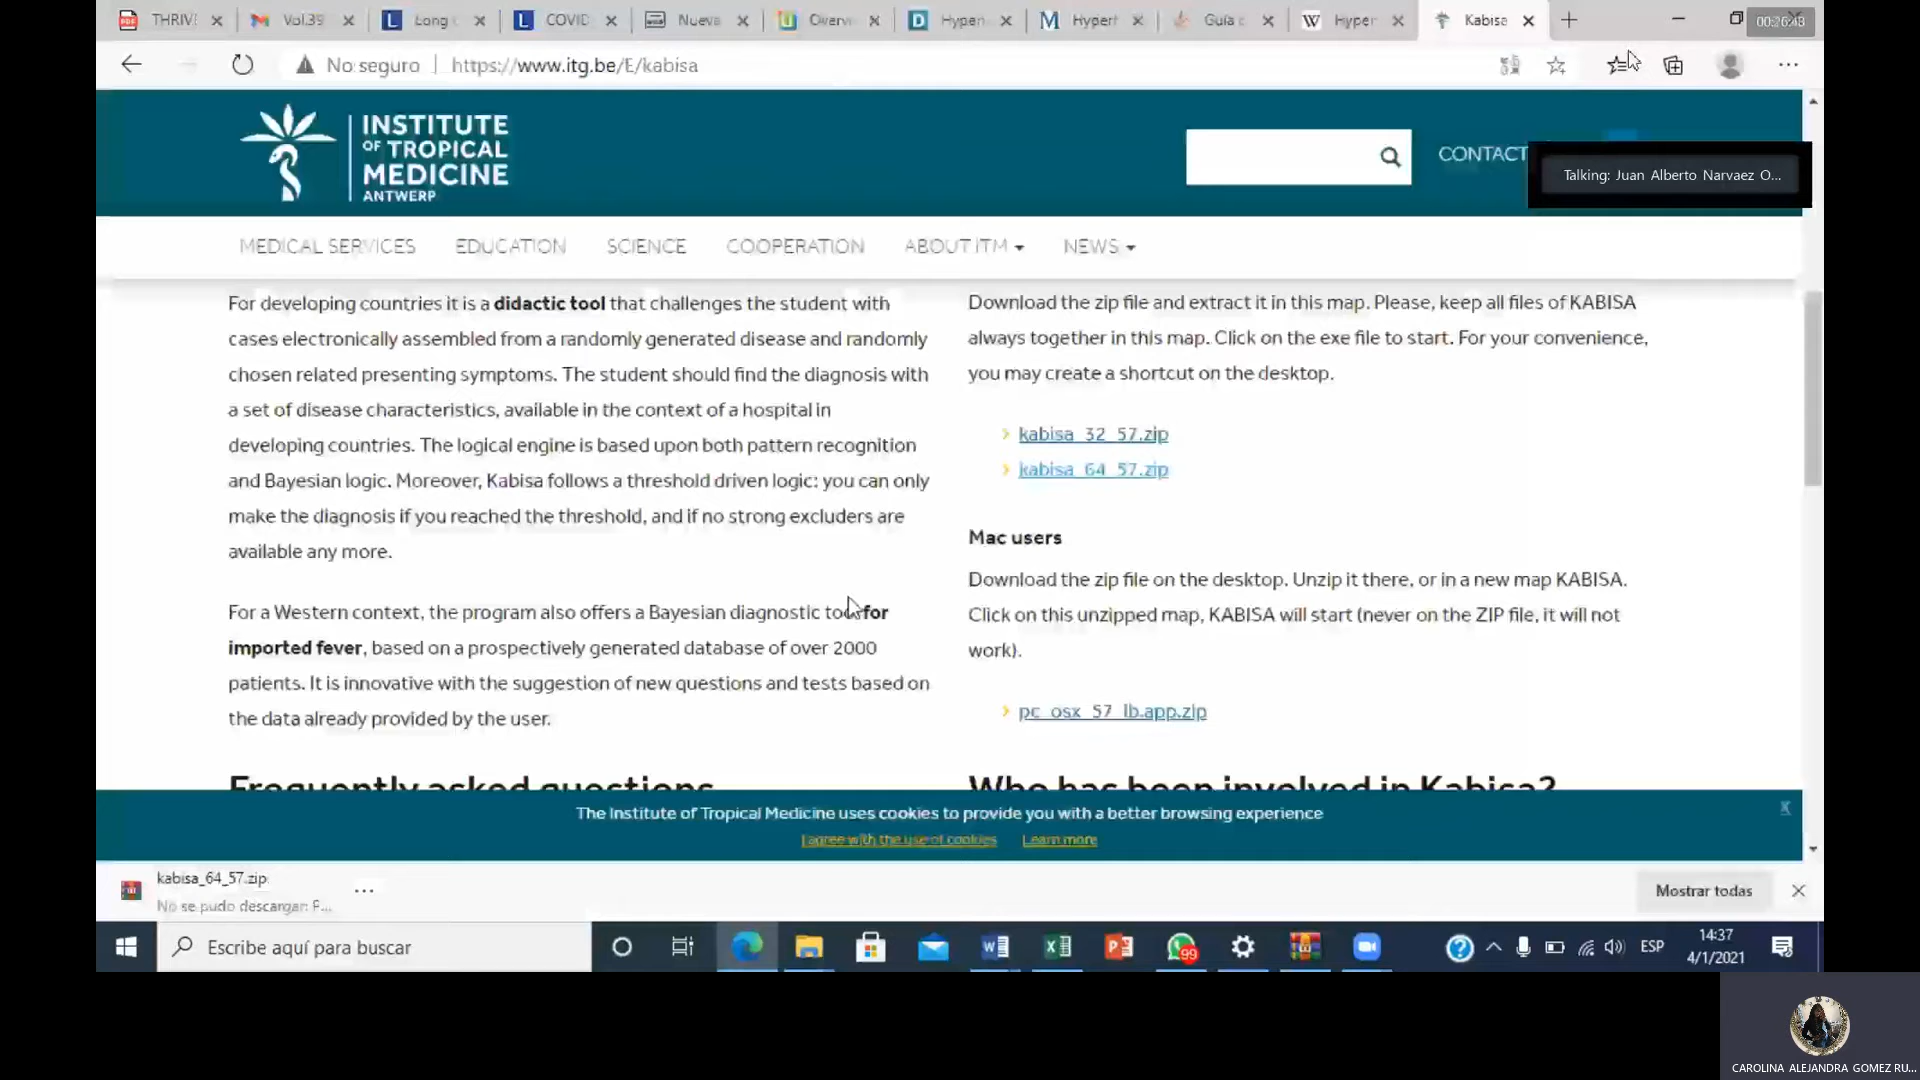 THRIVI
Vol.39
Long
COVID
Nueva
Overvi
Hyperl
Hyperl
Guía
Hyper
Kabisa
00:26:43
No seguro
https://www.itg.be/E/kabisa
INSTITUTE
OF TROPICAL
MEDICINE
ANTWERP
CONTACT
Talking: Juan Alberto Narvaez O...
MEDICAL SERVICES
EDUCATION
SCIENCE
COOPERATION
ABOUT ITM
NEWS
For developing countries it is a didactic tool that challenges the student with
cases electronically assembled from a randomly generated disease and randomly
chosen related presenting symptoms. The student should find the diagnosis with
a set of disease characteristics, available in the context of a hospital in
developing countries. The logical engine is based upon both pattern recognition
and Bayesian logic. Moreover, Kabisa follows a threshold driven logic: you can only
make the diagnosis if you reached the threshold, and if no strong excluders are
available any more.
For a Western context, the program also offers a Bayesian diagnostic tool for
imported fever, based on a prospectively generated database of over 2000
patients. It is innovative with the suggestion of new questions and tests based on
the data already provided by the user.
Frequently asked questions
Download the zip file and extract it in this map. Please, keep all files of KABISA
always together in this map. Click on the exe file to start. For your convenience,
you may create a shortcut on the desktop.
kabisa_32_57.zip
kabisa_64_57.zip
Mac users
Download the zip file on the desktop. Unzip it there, or in a new map KABISA.
Click on this unzipped map, KABISA will start (never on the ZIP file, it will not
work).
pc_osx_57_lb.app.zip
Who has been involved in Kabisa?
The Institute of Tropical Medicine uses cookies to provide you with a better browsing experience
I agree with the use of cookies
Learn more
X
kabisa_64_57.zip
No se pudo descargar: P...
Mostrar todas
Escribe aquí para buscar
99
ESP
14:37
4/1/2021
CAROLINA ALEJANDRA GOMEZ RU...